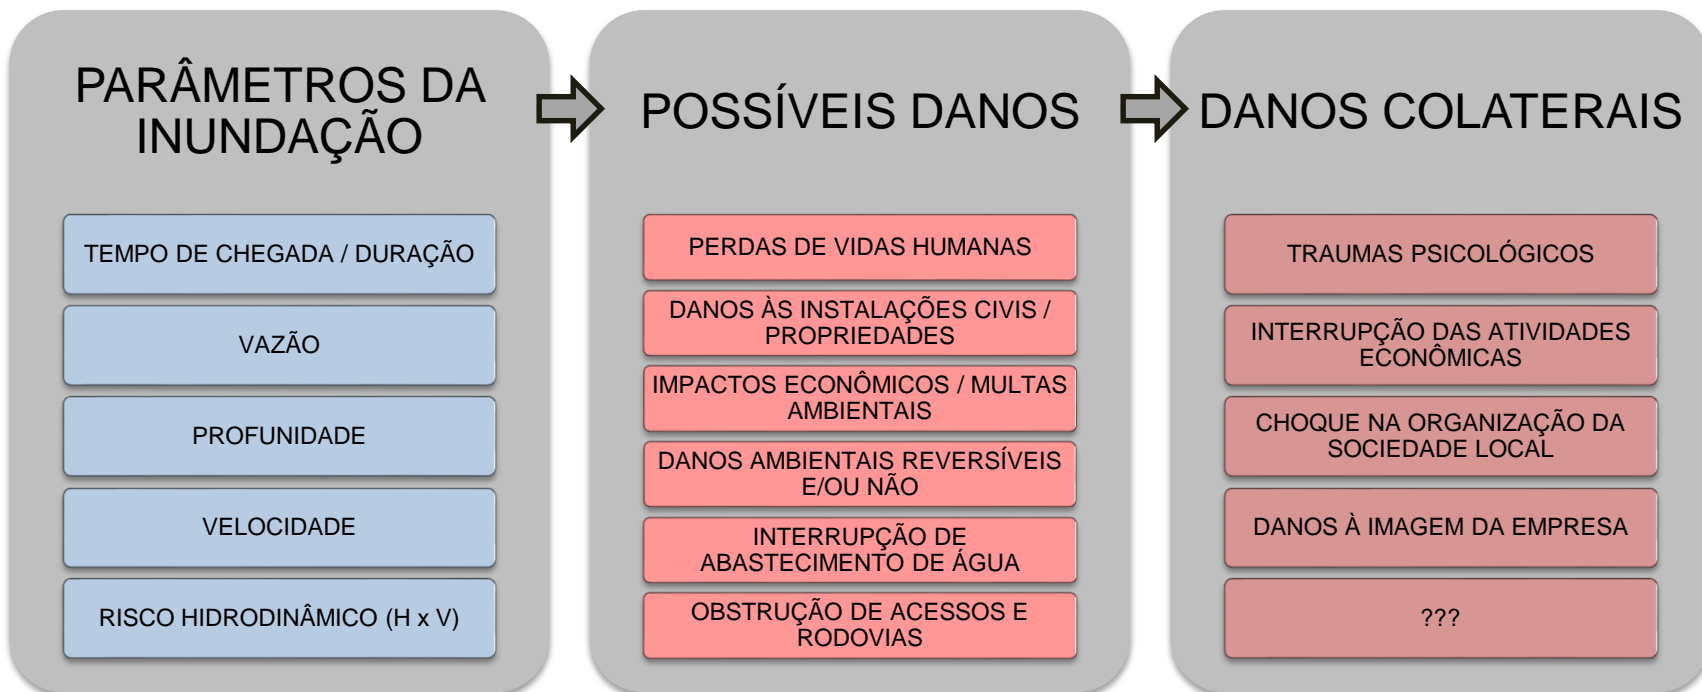 PARÂMETROS DA
INUNDAÇÃO
TEMPO DE CHEGADA / DURAÇÃO
VAZÃO
PROFUNIDADE
VELOCIDADE
RISCO HIDRODINÂMICO (H x V)
POSSÍVEIS DANOS
PERDAS DE VIDAS HUMANAS
DANOS ÀS INSTALAÇÕES CIVIS /
PROPRIEDADES
IMPACTOS ECONÔMICOS / MULTAS
AMBIENTAIS
DANOS AMBIENTAIS REVERSÍVEIS
E/OU NÃO
INTERRUPÇÃO DE
ABASTECIMENTO DE ÁGUA
OBSTRUÇÃO DE ACESSOS E
RODOVIAS
DANOS COLATERAIS
TRAUMAS PSICOLÓGICOS
INTERRUPÇÃO DAS ATIVIDADES
ECONÔMICAS
CHOQUE NA ORGANIZAÇÃO DA
SOCIEDADE LOCAL
DANOS À IMAGEM DA EMPRESA
???